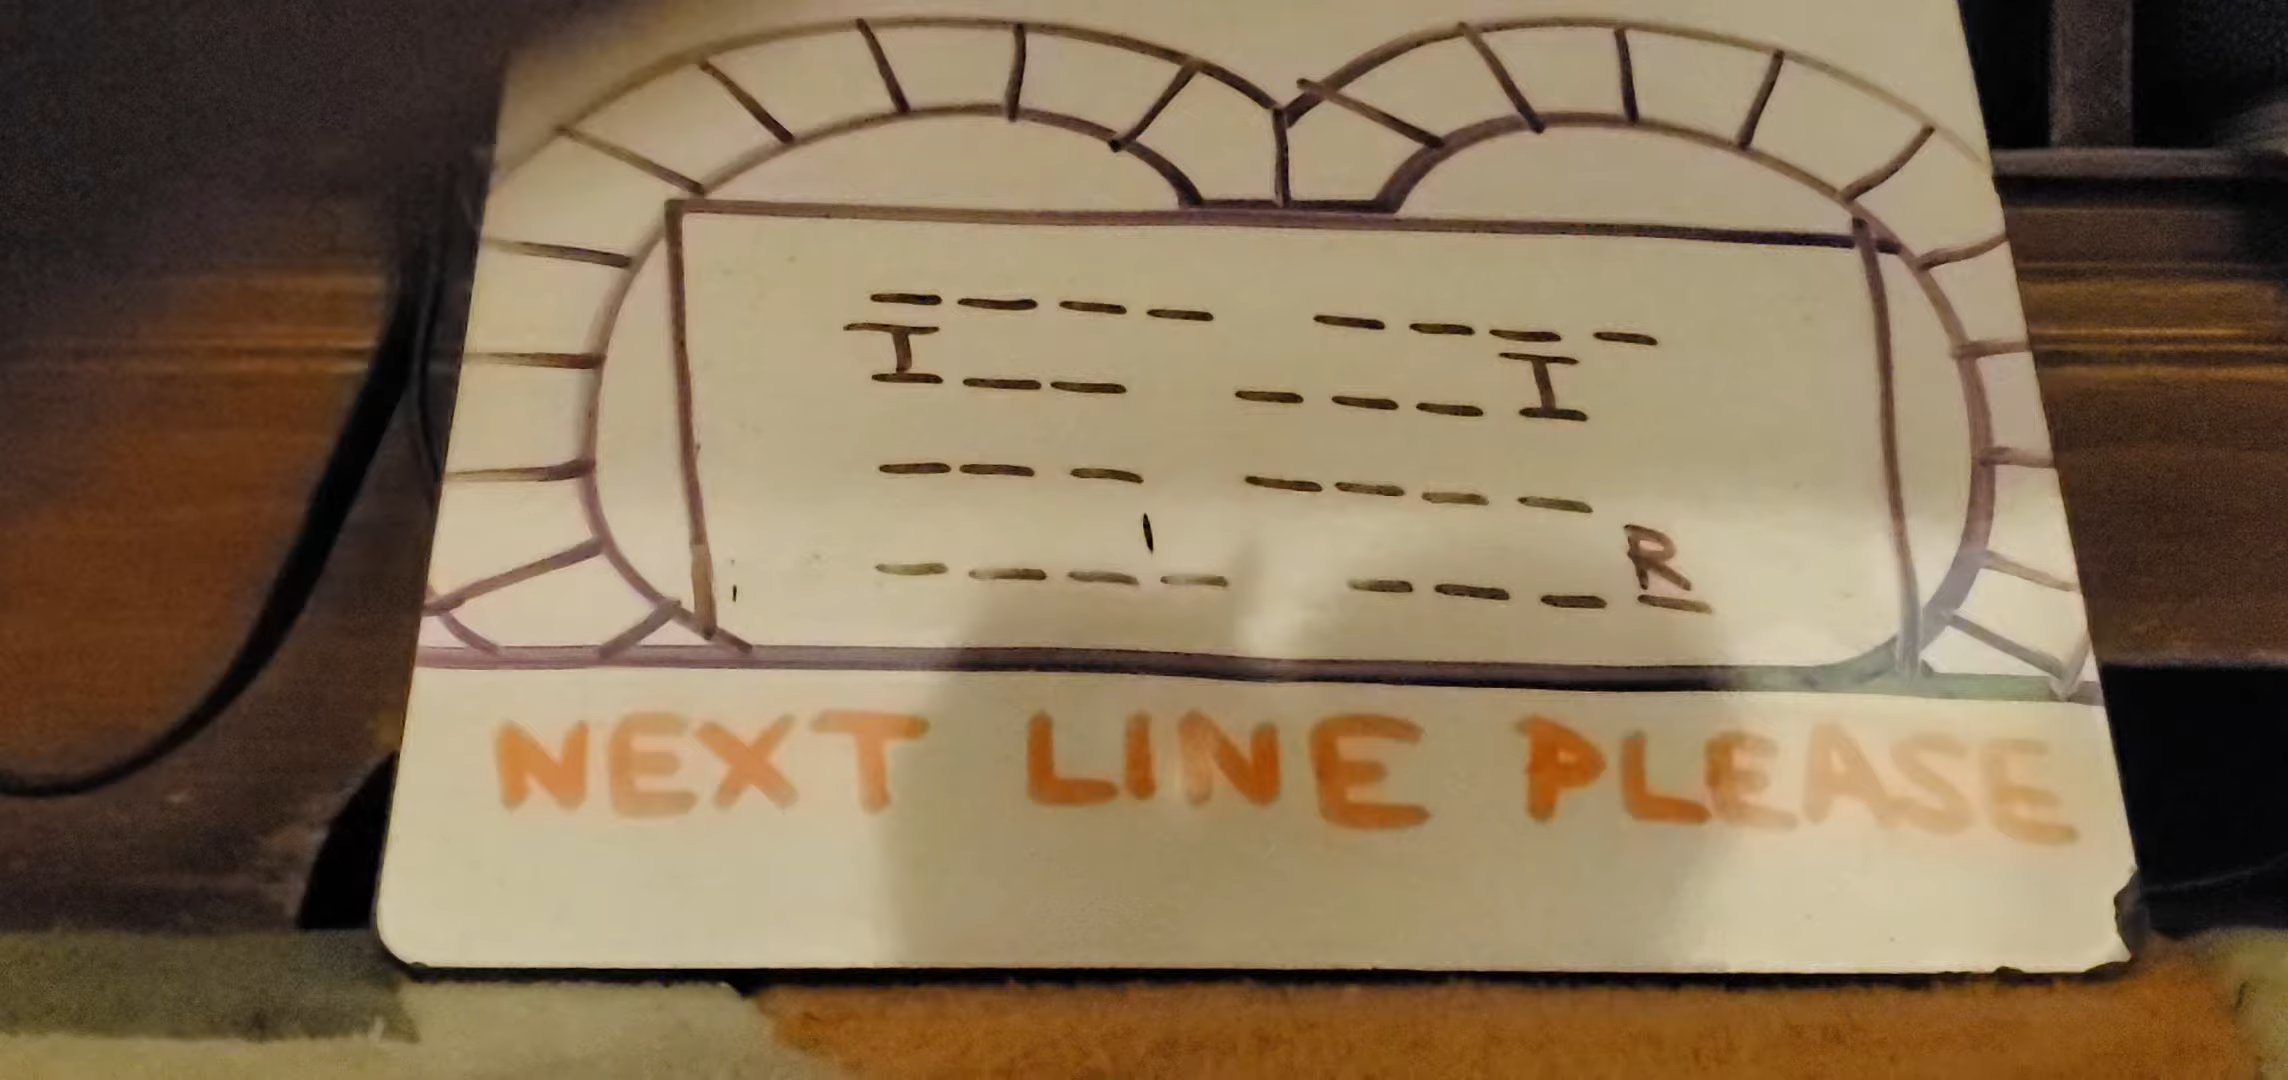 _ _ _ _ _ _ _ _
I _ _ _ _ _ I
_ _ _ _ _ _ _
_ _ _ ' _ _ _ _ R
NEXT LINE PLEASE